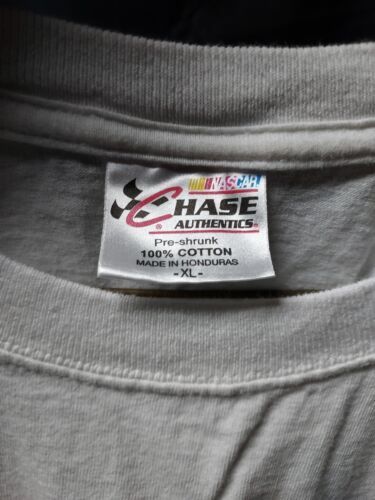 NASCAR
CHASE
AUTHENTICS®
Pre-shrunk
100% COTTON
MADE IN HONDURAS
-XL-